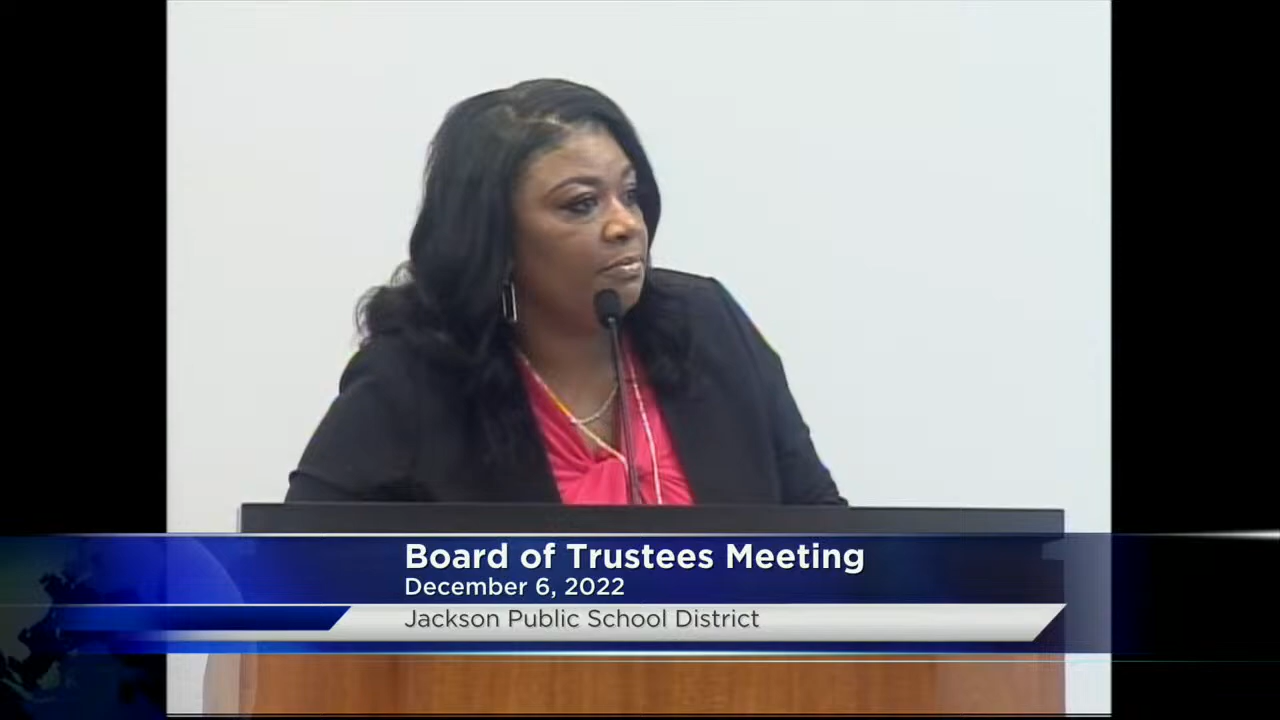 Board of Trustees Meeting
December 6, 2022
Jackson Public School District